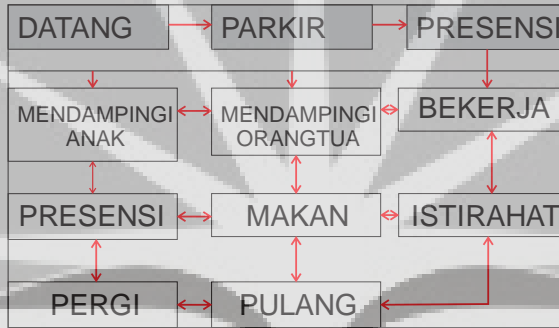 DATANG
PARKIR
PRESENSI
MENDAMPINGI
ANAK
MENDAMPINGI
ORANGTUA
BEKERJA
PRESENSI
MAKAN
ISTIRAHAT
PERGI
PULANG